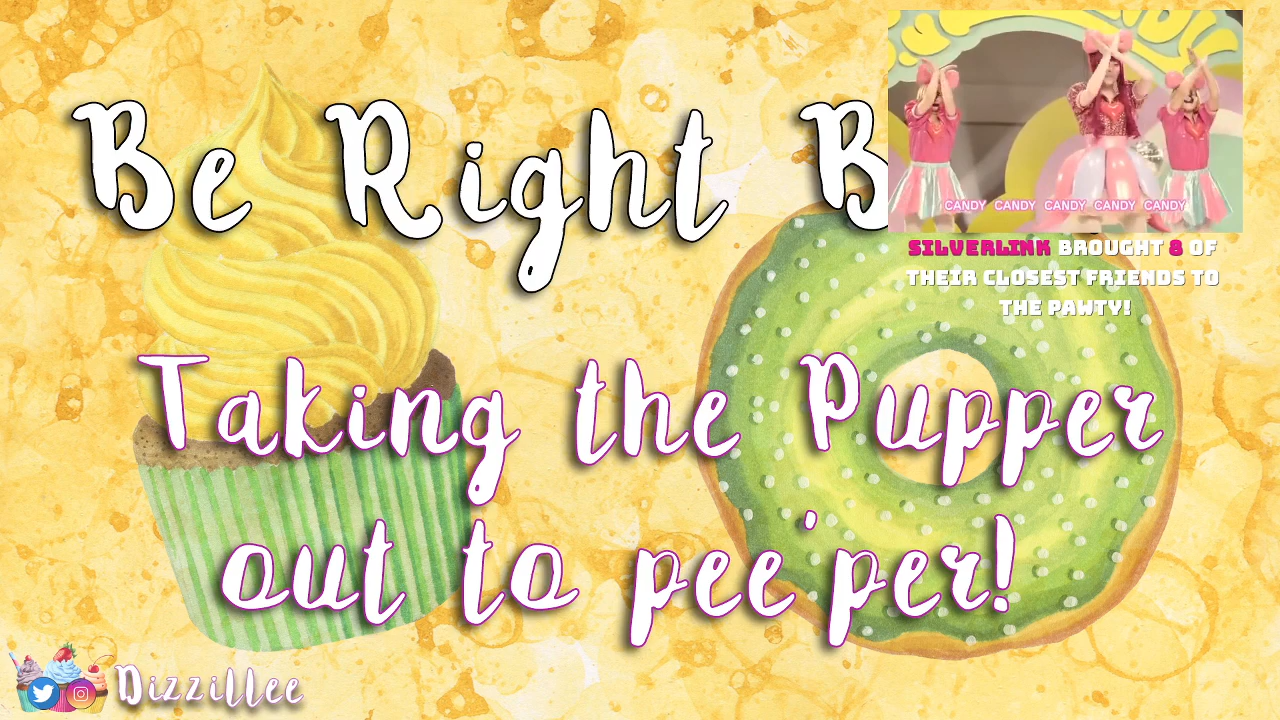 Be Right B
CANDY CANDY CANDY CANDY CANDY
SILVERLINK BROUGHT 8 OF
THEIR CLOSEST FRIENDS TO
THE PAWTY!
Taking the Pupper
out to pee'per!
Dizzillee